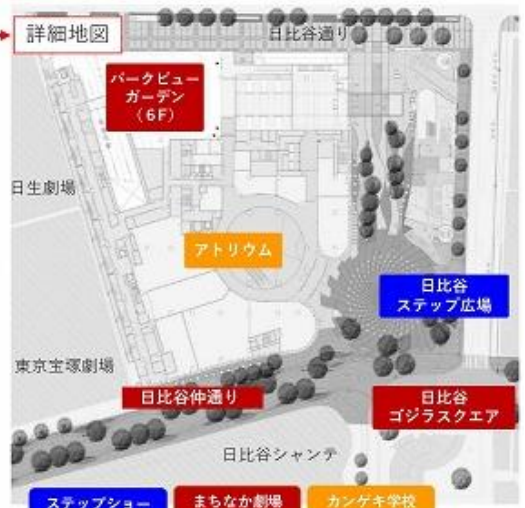 詳細地図
日比谷通り
パークビュー
ガーデン
（6F）
日生劇場
アトリウム
日比谷
ステップ広場
東京宝塚劇場
日比谷仲通り
日比谷
ゴジラスクエア
日比谷シャンテ
ステップショー
まちなか劇場
カンゲキ学校